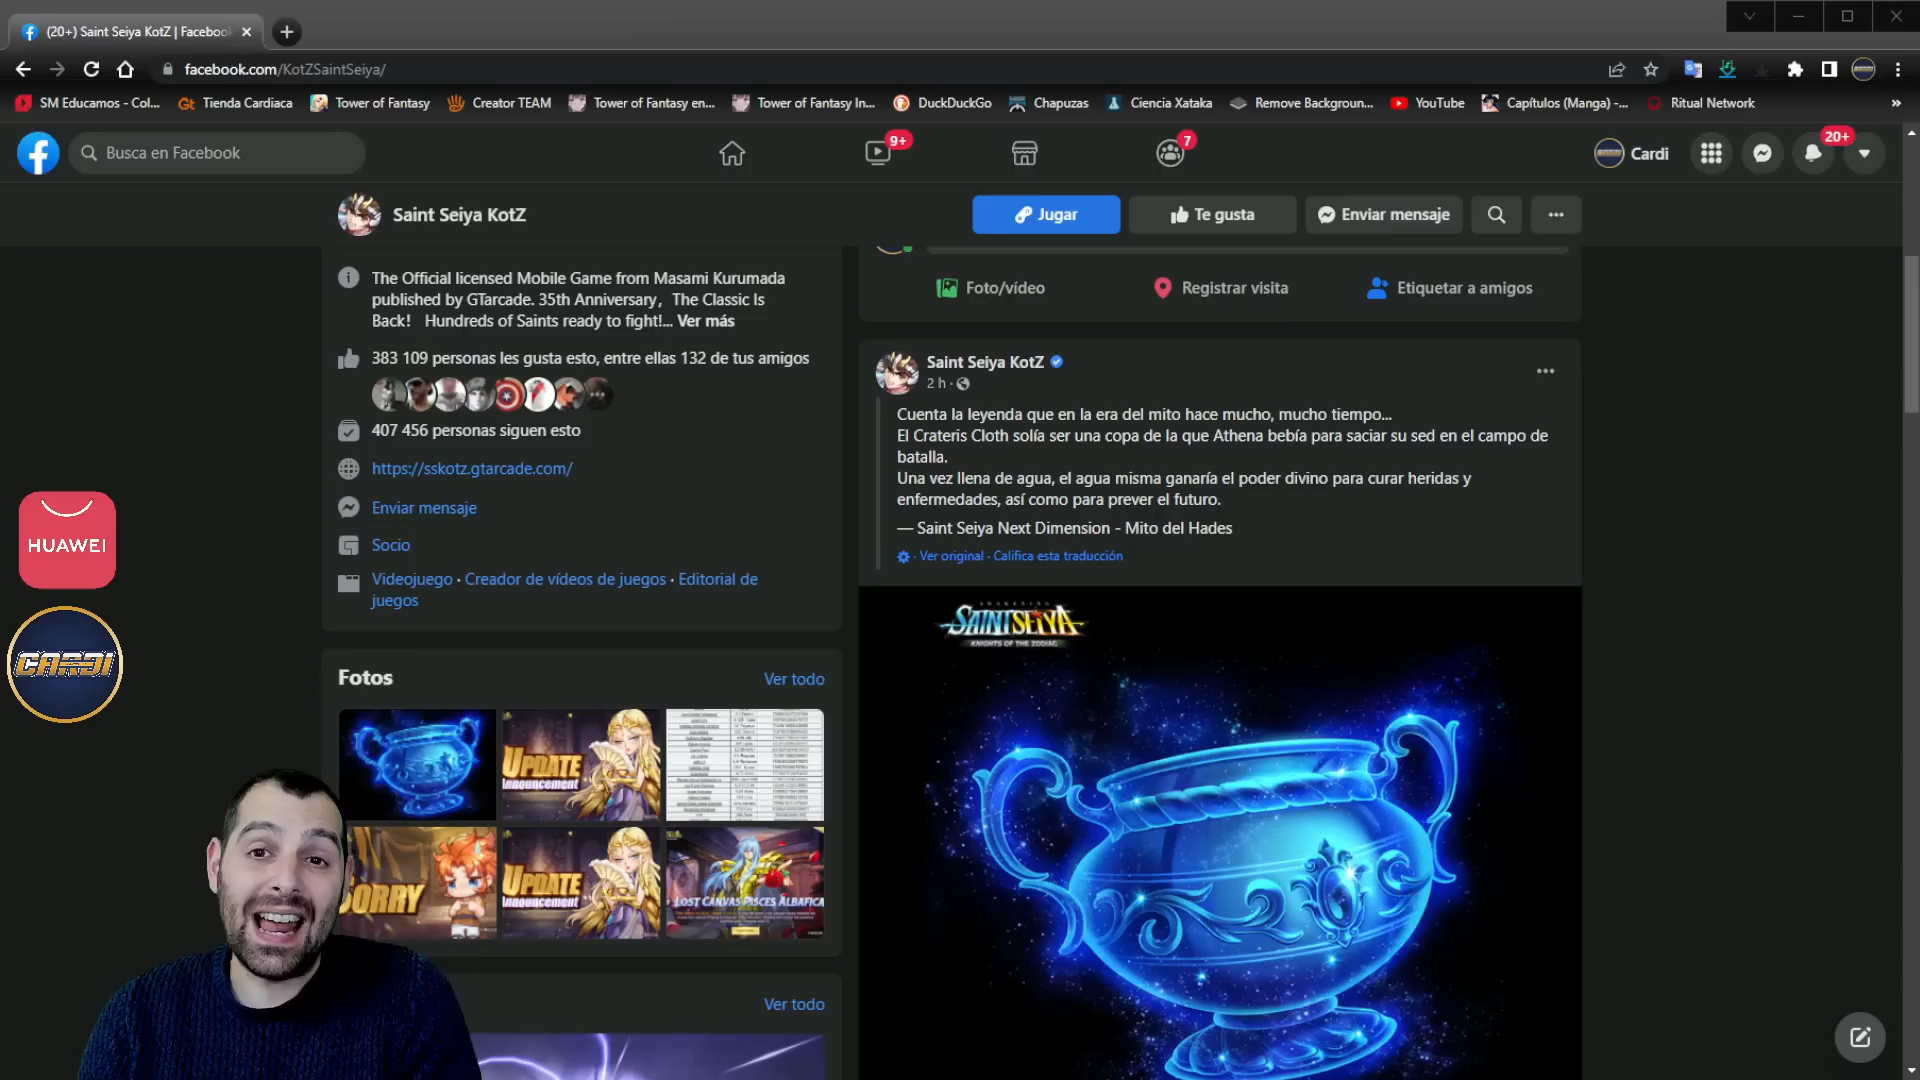 (20+) Saint Seiya KotZ | Facebook
facebook.com/KotZSaintSeiya/
SM Educamos - Col...
Tienda Cardiaca
Tower of Fantasy
Creator TEAM
Tower of Fantasy en...
Tower of Fantasy In...
DuckDuckGo
Chapuzas
Ciencia Xataka
Remove Backgroun...
YouTube
Capítulos (Manga) -...
Ritual Network
Busca en Facebook
9+
7
Cardi
20+
Saint Seiya KotZ
Jugar
Te gusta
Enviar mensaje
The Official licensed Mobile Game from Masami Kurumada
published by GTarcade. 35th Anniversary，The Classic Is
Back! Hundreds of Saints ready to fight!... Ver más
383 109 personas les gusta esto, entre ellas 132 de tus amigos
407 456 personas siguen esto
https://sskotz.gtarcade.com/
Enviar mensaje
Socio
Videojuego · Creador de vídeos de juegos · Editorial de
juegos
Fotos
Ver todo
UPDATE
Announcement
SORRY
UPDATE
Announcement
LOST CANVAS PISCES ALBAFICA
Ver todo
Foto/vídeo
Registrar visita
Etiquetar a amigos
Saint Seiya KotZ
2 h ·
Cuenta la leyenda que en la era del mito hace mucho, mucho tiempo...
El Crateris Cloth solía ser una copa de la que Athena bebía para saciar su sed en el campo de
batalla.
Una vez llena de agua, el agua misma ganaría el poder divino para curar heridas y
enfermedades, así como para prever el futuro.
— Saint Seiya Next Dimension - Mito del Hades
· Ver original · Califica esta traducción
AWAKENING
SAINT SEIYA
KNIGHTS OF THE ZODIAC
HUAWEI
CARDI